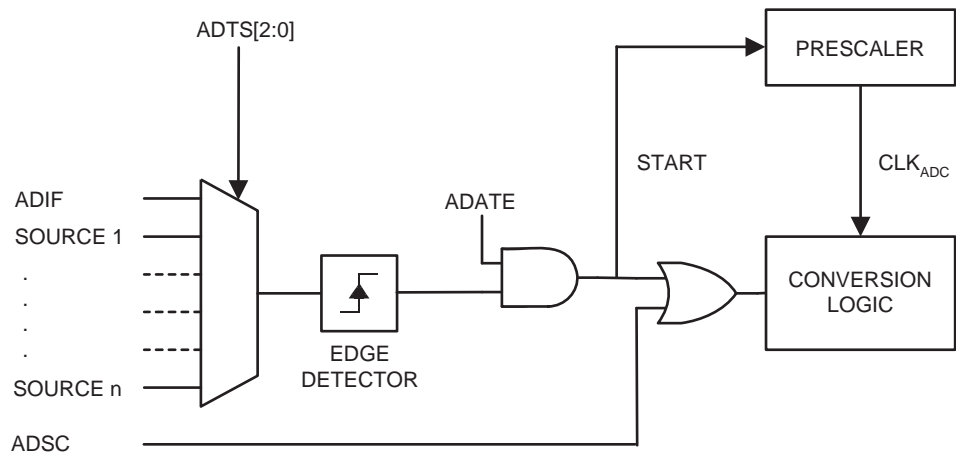 ADTS[2:0]
PRESCALER
START
CLKADC
ADIF
ADATE
SOURCE 1
.
.
.
.
CONVERSION
LOGIC
EDGE
DETECTOR
SOURCE n
ADSC